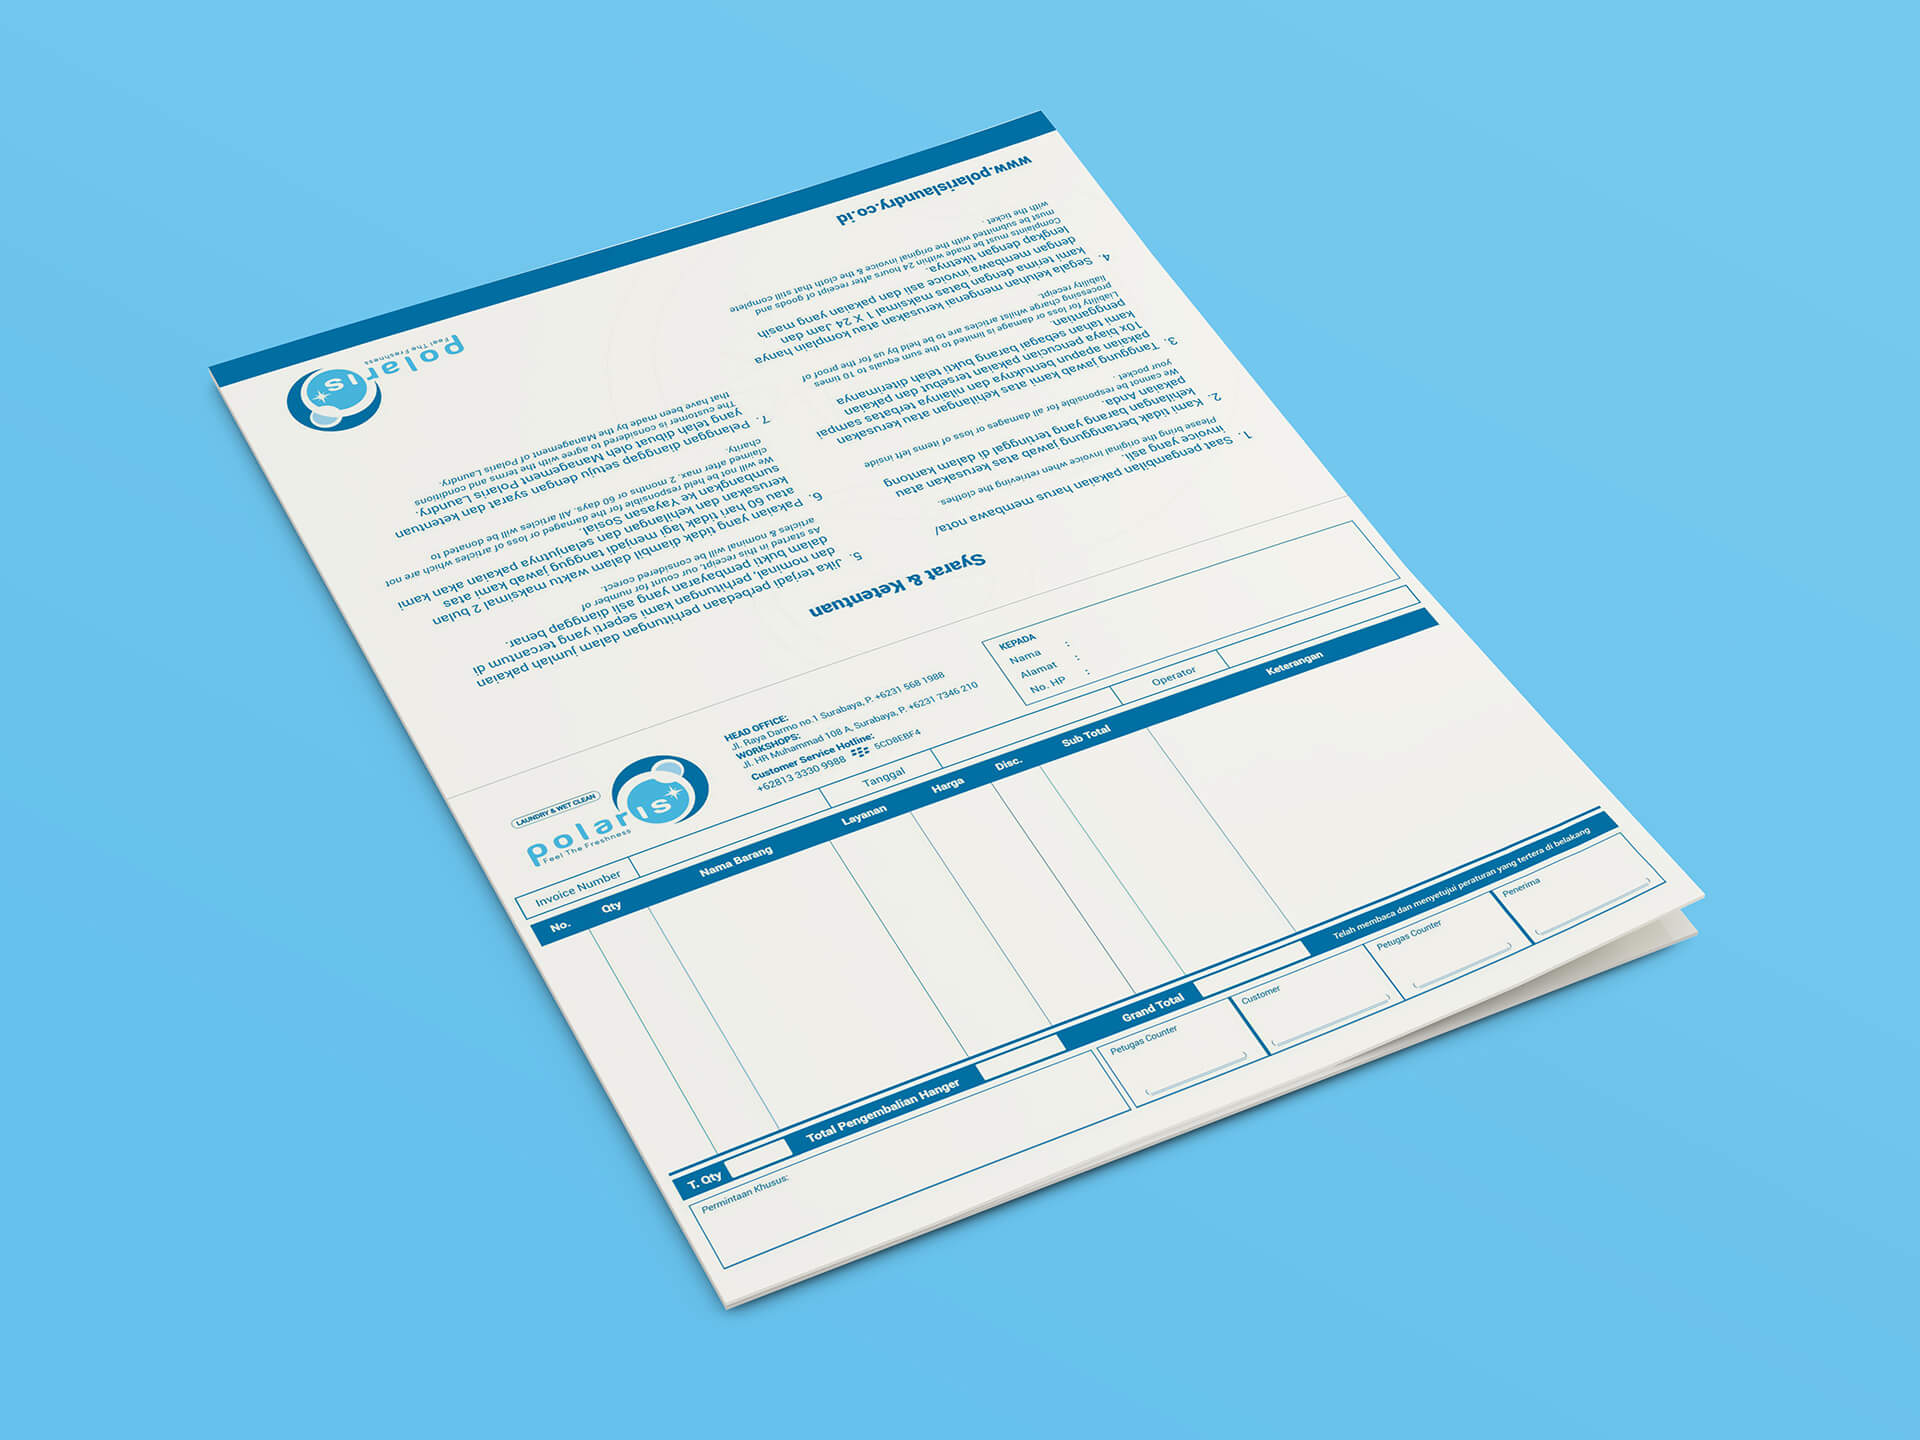 LAUNDRY & WET CLEAN
polaris
Feel The Freshness
HEAD OFFICE:
Jl. Raya Darmo no.1 Surabaya, P. +6231 568 1988
WORKSHOPS:
Jl. HR Muhammad 108 A, Surabaya, P. +6231 7346 210
Customer Service Hotline:
+62813 3330 9988 5CD8EBF4
KEPADA
Nama :
Alamat :
No. HP :
Invoice Number Tanggal Operator
No. Qty Nama Barang Layanan Harga Disc. Sub Total Keterangan
T. Qty Total Pengembalian Hanger Grand Total Telah membaca dan menyetujui peraturan yang tertera di belakang
Permintaan Khusus: Petugas Counter Customer Petugas Counter Penerima
Syarat & Ketentuan
1. Saat pengambilan pakaian harus membawa nota/
invoice yang asli.
Please bring the original invoice when retrieving the clothes.
2. Kami tidak bertanggungjawab atas kerusakan atau
kehilangan barang yang tertinggal di dalam kantong
pakaian Anda.
We cannot be responsible for all damages or loss of items left inside
your pocket .
3. Tanggung jawab kami atas kehilangan atau kerusakan
pakaian apapun bentuknya dan nilainya terbatas sampai
10x biaya pencucian pakaian tersebut dan pakaian
kami tahan sebagai barang bukti telah diterimanya
penggantian.
Liability for loss or damage is limited to the sum equals to 10 times
processing charge whilst articles are to be held by us for the proof of
liability receipt.
4. Segala keluhan mengenai kerusakan atau komplain hanya
kami terima dengan batas maksimal 1 X 24 Jam dan
dengan membawa invoice asli dan pakaian yang masih
lengkap dengan tiketnya.
Complaints must be made within 24 hours after receipt of goods and
must be submitted with the original invoice & the cloth that still complete
with the ticket .
5. Jika terjadi perbedaan perhitungan dalam jumlah pakaian
dan nominal, perhitungan kami seperti yang tercantum di
dalam bukti pembayaran yang asli dianggap benar.
As started in this receipt. our count for number of
articles & nominal will be considered corect.
6. Pakaian yang tidak diambil dalam waktu maksimal 2 bulan
atau 60 hari tidak lagi menjadi tanggug jawab kami atas
kerusakan dan kehilangan dan selanjutnya pakaian akan kami
sumbangkan ke Yayasan Sosial.
We will not be held responsible for the damaged or loss of articles which are not
claimed after max. 2 months or 60 days. All articles will be donated to
charity.
7. Pelanggan dianggap setuju dengan syarat dan ketentuan
yang telah dibuat oleh Management Polaris Laundry.
The customer is considered to agree with the terms and conditions
that have been made by the Management of Polaris Laundry.
polaris
Feel The Freshness
www.polarislaundry.co.id